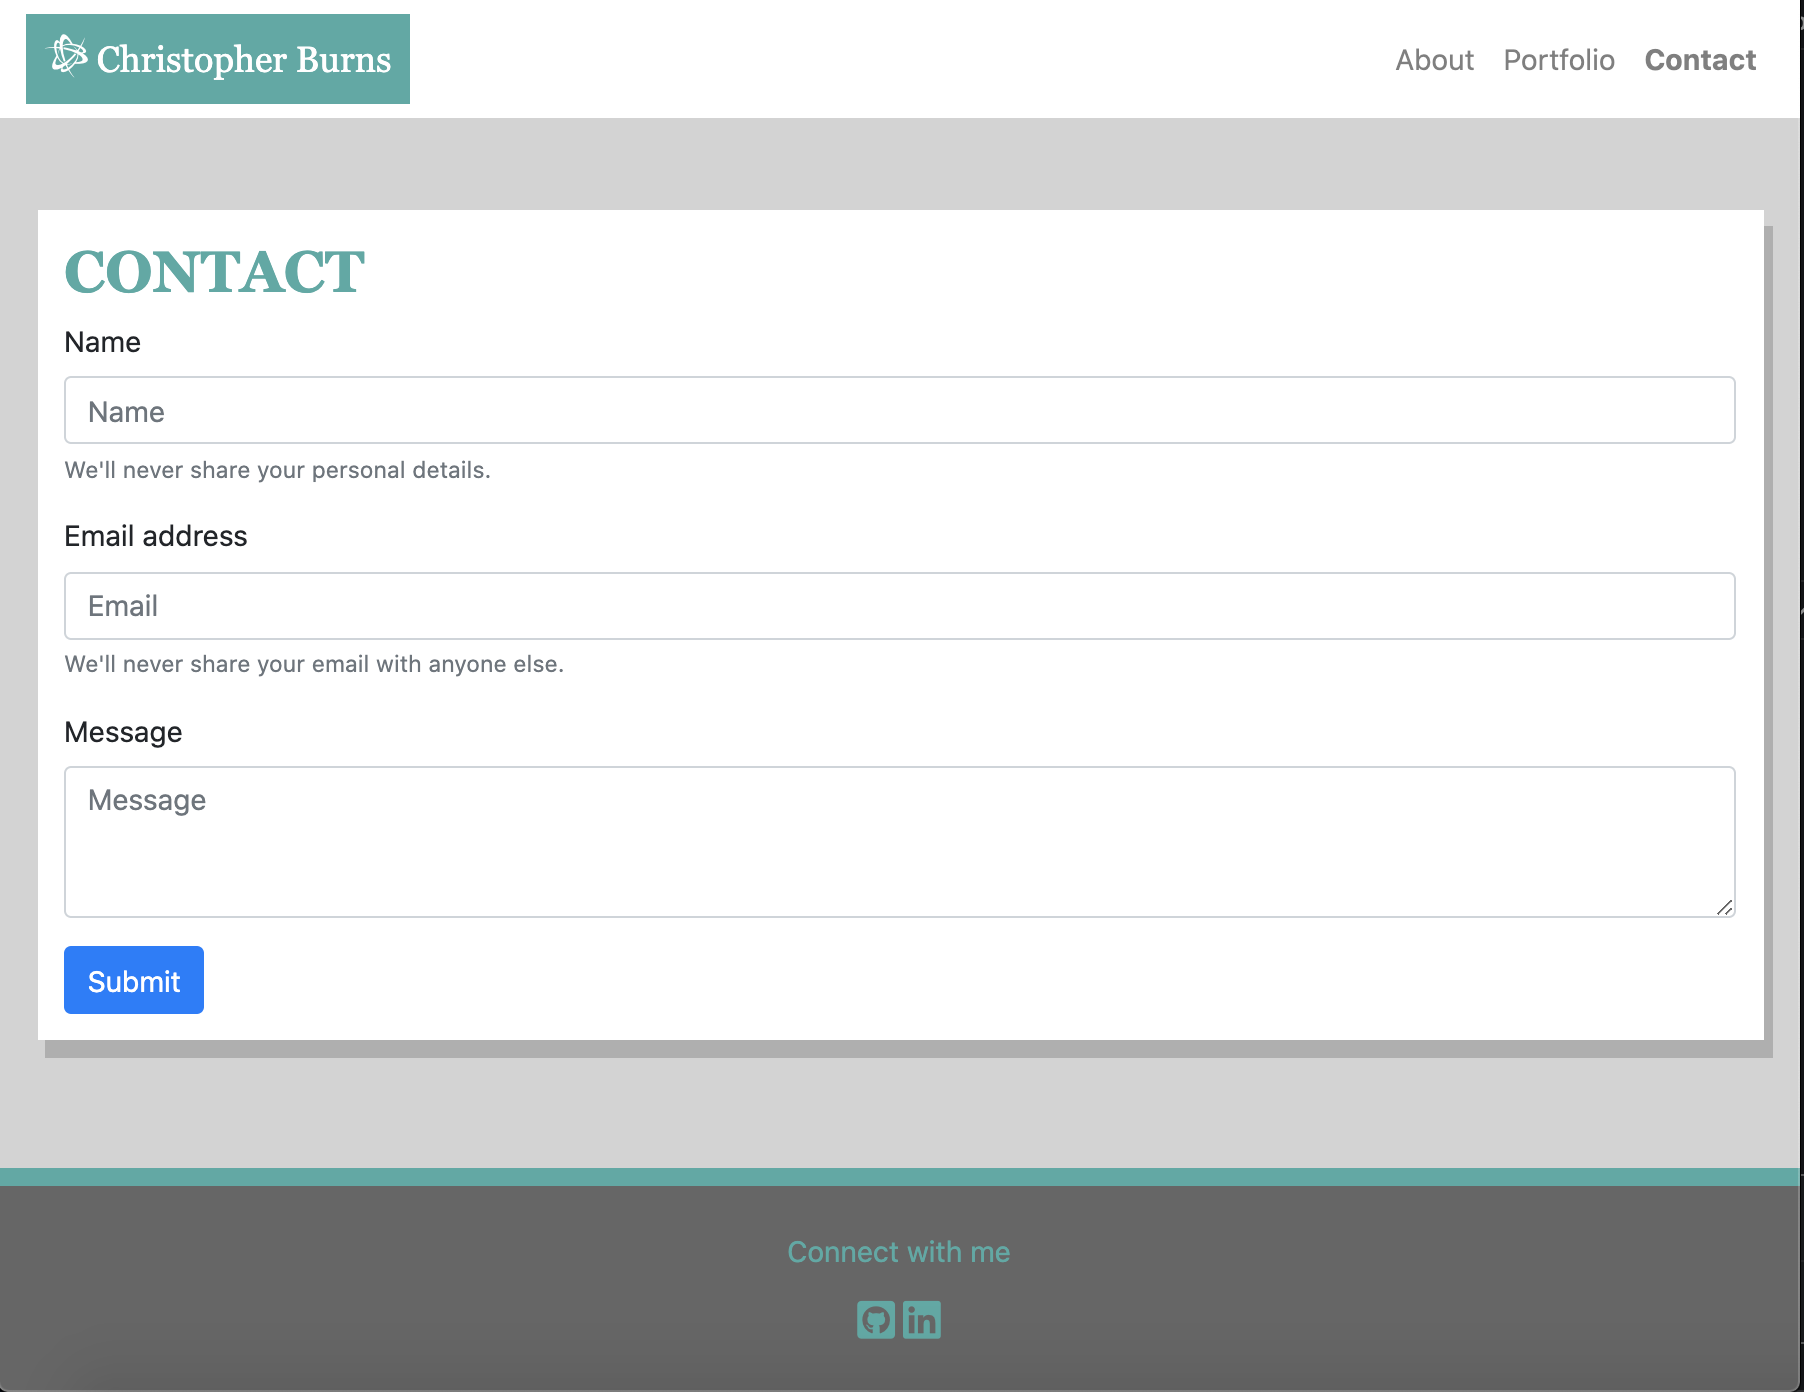 Christopher Burns
About Portfolio Contact
CONTACT
Name
Name
We'll never share your personal details.
Email address
Email
We'll never share your email with anyone else.
Message
Message
Submit
Connect with me
in